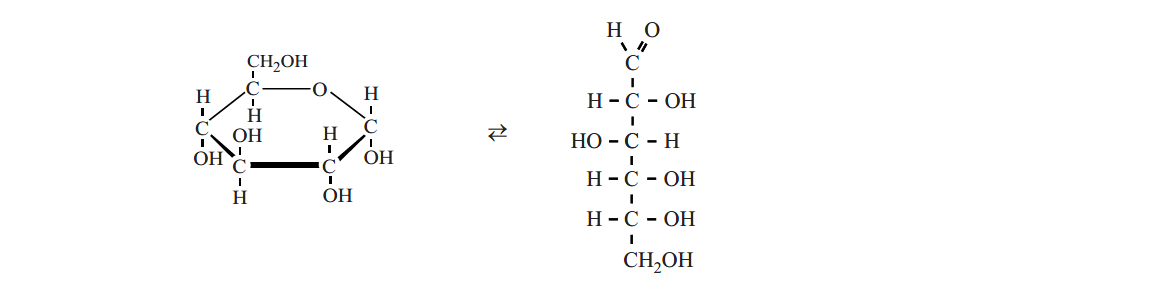 CH2OH
H C O H
H
C OH H C
OH C C OH
H OH
⇄
H O
C
H – C – OH
HO – C – H
H – C – OH
H – C – OH
CH2OH